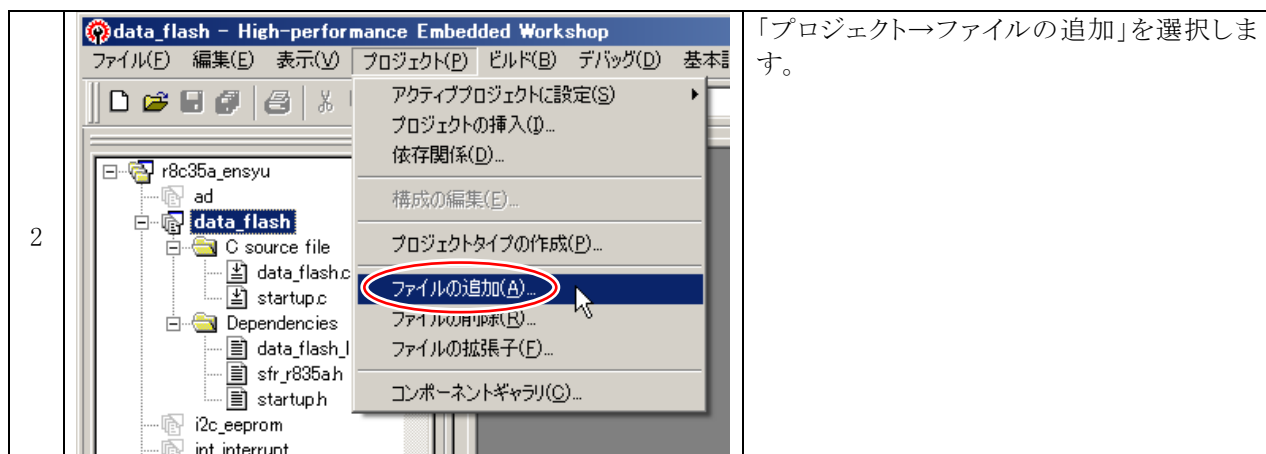 2
data_flash - High-performance Embedded Workshop
ファイル(F) 編集(E) 表示(V) プロジェクト(P) ビルド(B) デバッグ(D) 基本
アクティブプロジェクトに設定(S)
プロジェクトの挿入(I)...
依存関係(D)...
構成の編集(E)...
プロジェクトタイプの作成(P)...
ファイルの追加(A)...
ファイルの削除(R)...
ファイルの拡張子(F)...
コンポーネントギャラリ(C)...
r8c35a_ensyu
ad
data_flash
C source file
data_flash.c
startup.c
Dependencies
data_flash_l
sfr_r835a.h
startup.h
i2c_eeprom
int_interrupt
「プロジェクト→ファイルの追加」を選択しま
す。